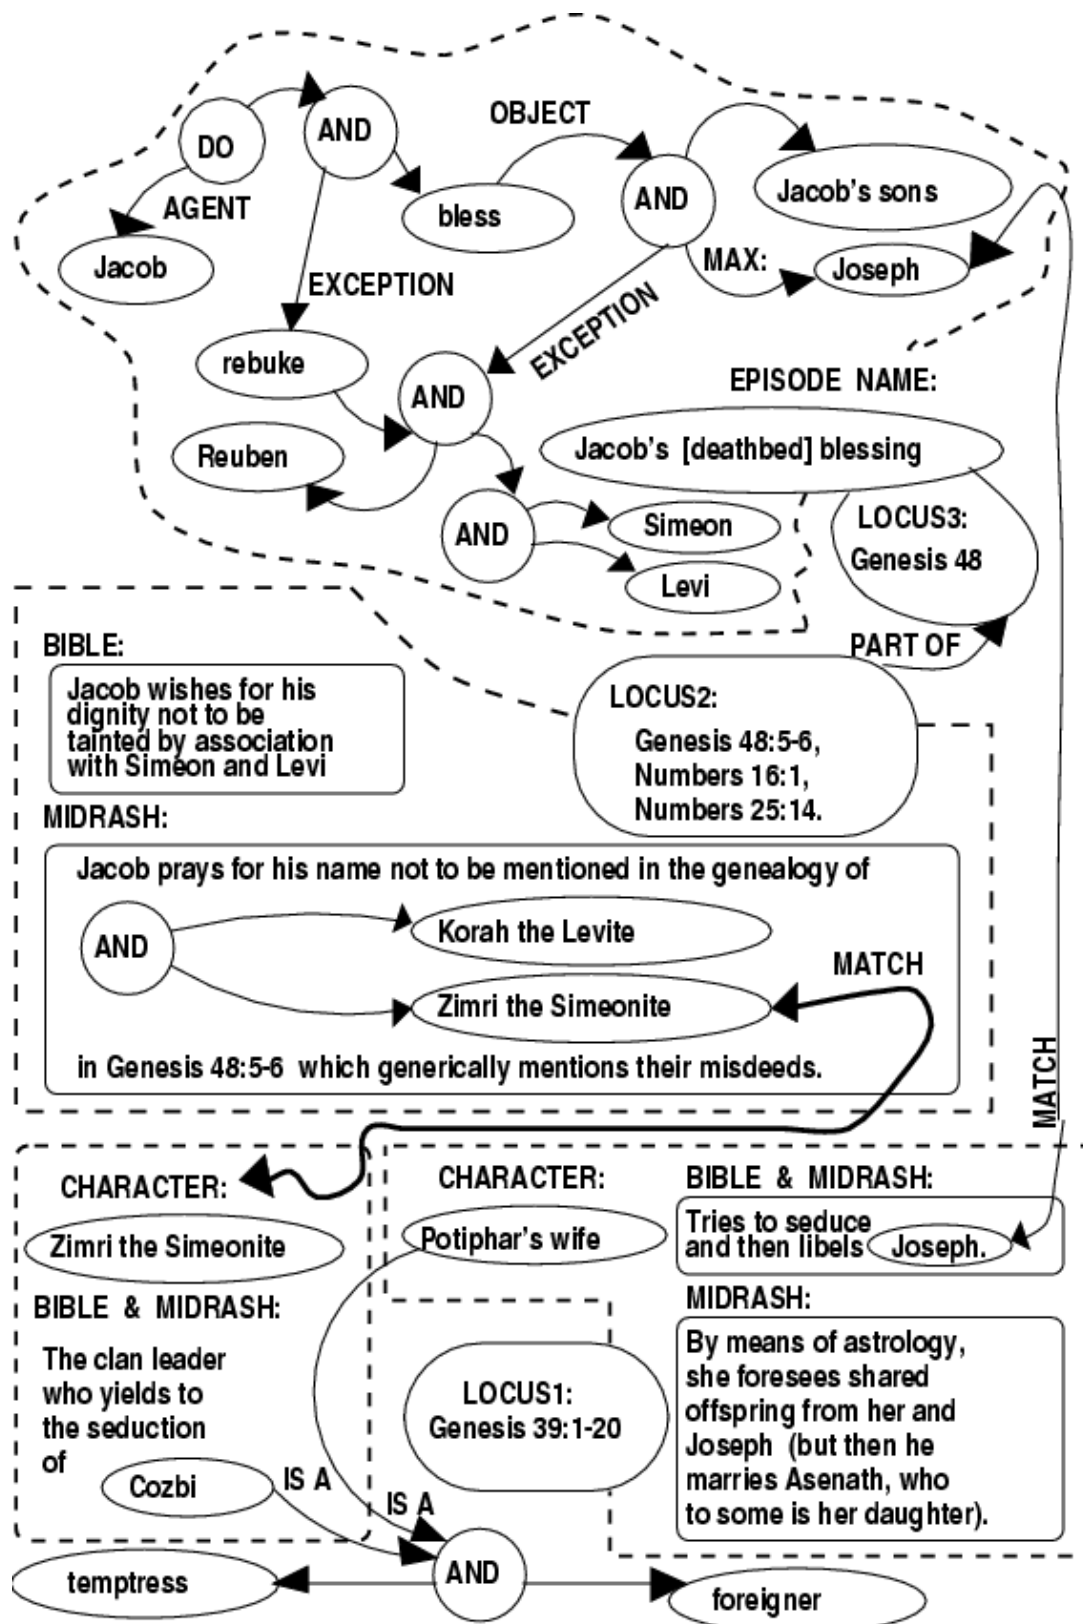 OBJECT
DO
AND
AGENT
bless
AND
Jacob's sons
Jacob
MAX:
Joseph
EXCEPTION
EXCEPTION
rebuke
AND
EPISODE NAME:
Reuben
Jacob's [deathbed] blessing
AND
Simeon
LOCUS3:
Genesis 48
Levi
BIBLE:
Jacob wishes for his
dignity not to be
tainted by association
with Simeon and Levi
PART OF
LOCUS2:
Genesis 48:5-6,
Numbers 16:1,
Numbers 25:14.
MIDRASH:
Jacob prays for his name not to be mentioned in the genealogy of
AND
Korah the Levite
Zimri the Simeonite
MATCH
in Genesis 48:5-6 which generically mentions their misdeeds.
MATCH
CHARACTER:
Zimri the Simeonite
BIBLE & MIDRASH:
The clan leader
who yields to
the seduction
of
Cozbi
IS A
CHARACTER:
Potiphar's wife
IS A
LOCUS1:
Genesis 39:1-20
BIBLE & MIDRASH:
Tries to seduce
and then libels Joseph.
MIDRASH:
By means of astrology,
she foresees shared
offspring from her and
Joseph (but then he
marries Asenath, who
to some is her daughter).
temptress
AND
foreigner